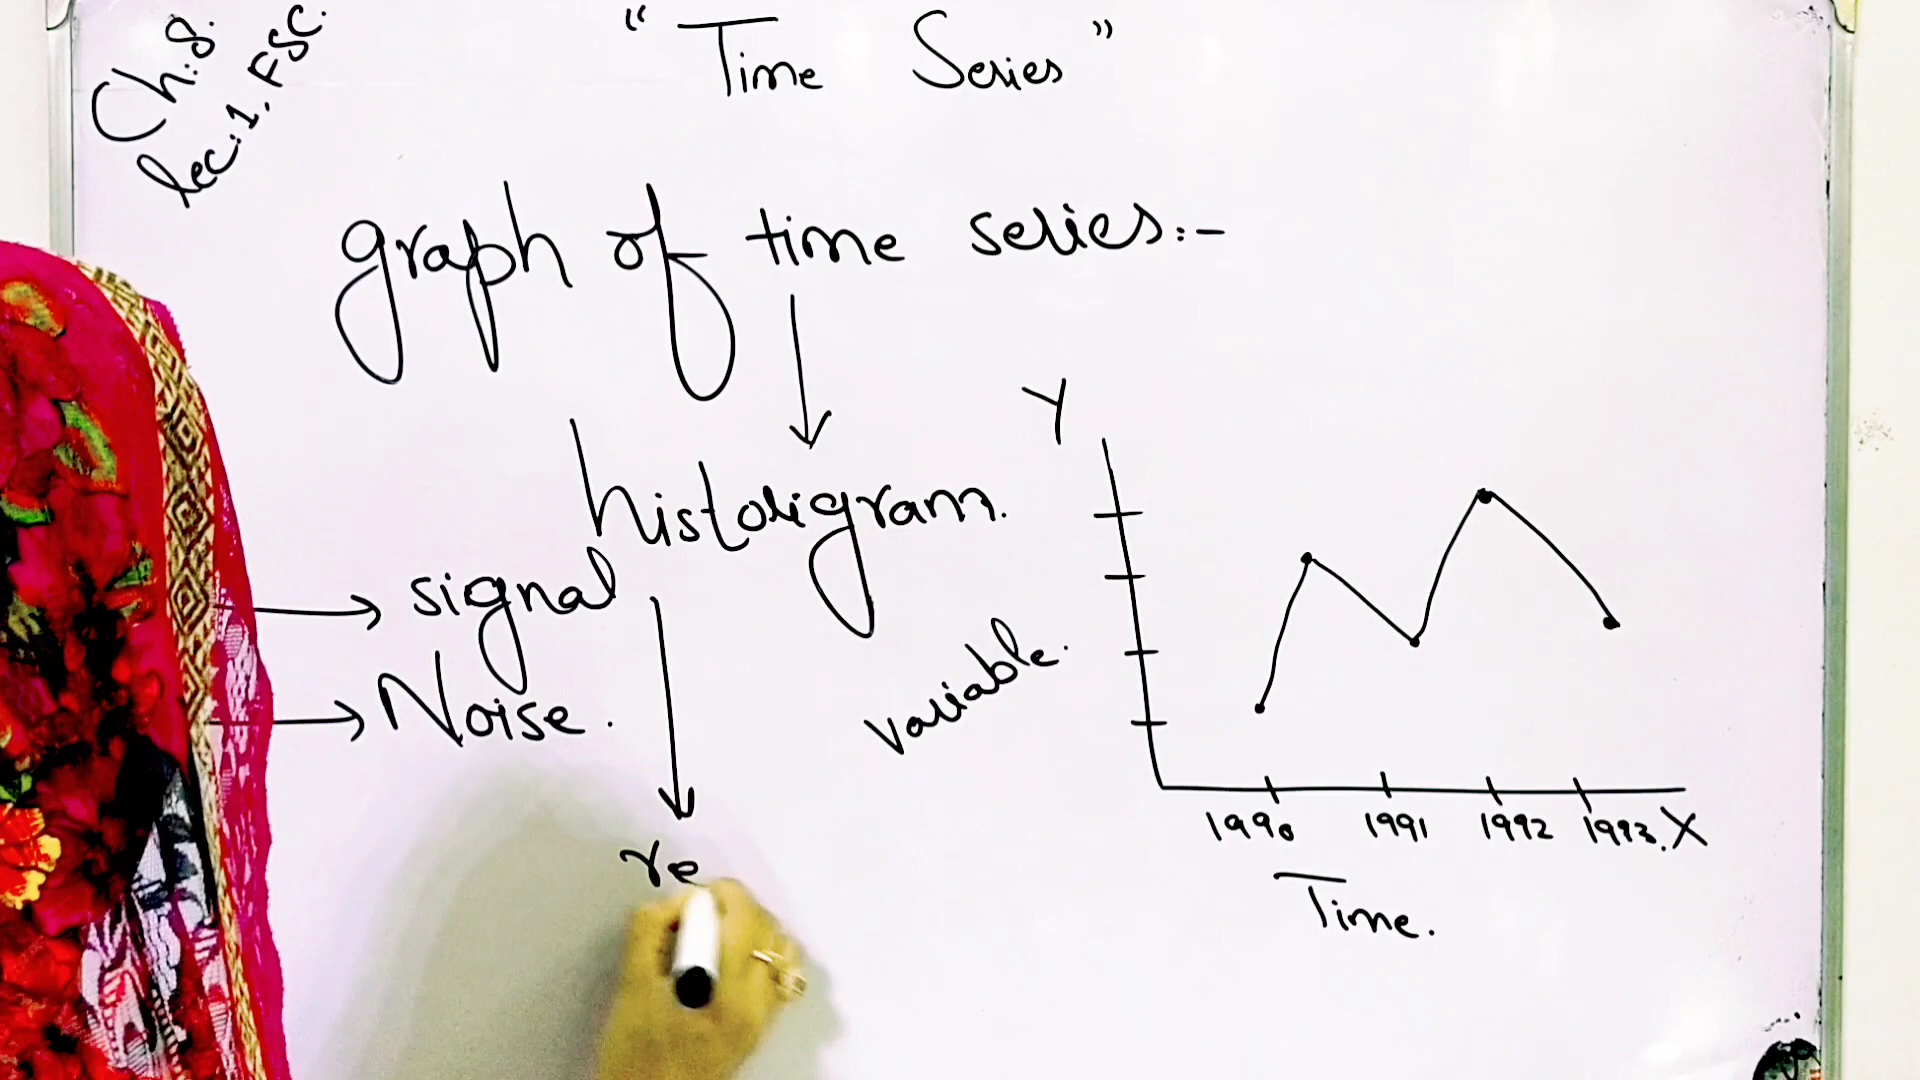 Ch:8.
lec:1. FSC.
"Time Series"
graph of time series:-
historigram.
signal
Noise.
re
Y
variable.
1990 1991 1992 1993. X
Time.